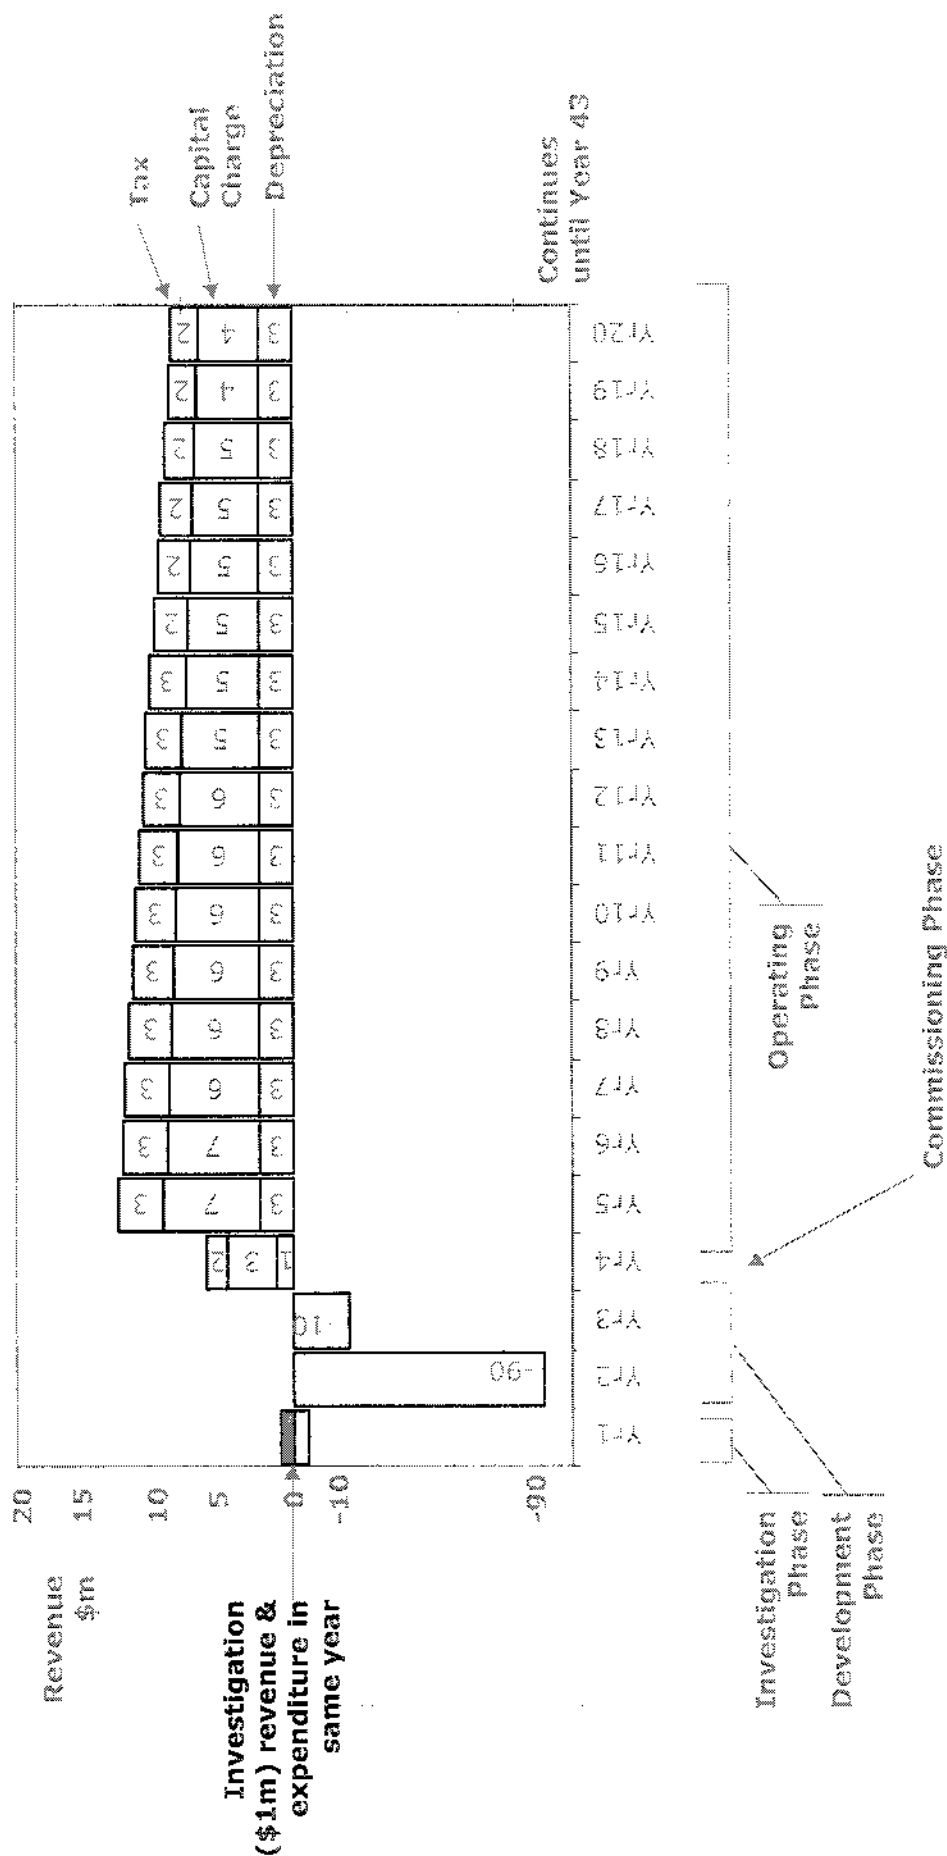 Revenue
$m
20
15
10
5
0
-10
-90
Investigation
($1m) revenue &
expenditure in
same year
-90
-10
1
3
2
3
7
3
3
7
3
3
6
3
3
6
3
3
6
3
3
6
3
3
6
3
3
6
3
3
5
3
3
5
3
3
5
2
3
5
2
3
5
2
3
5
2
3
4
2
3
4
2
Tax
Capital
Charge
Depreciation
Yr1
Yr2
Yr3
Yr4
Yr5
Yr6
Yr7
Yr8
Yr9
Yr10
Yr11
Yr12
Yr13
Yr14
Yr15
Yr16
Yr17
Yr18
Yr19
Yr20
Continues
until Year 43
Investigation
Phase
Development
Phase
Operating
Phase
Commissioning Phase